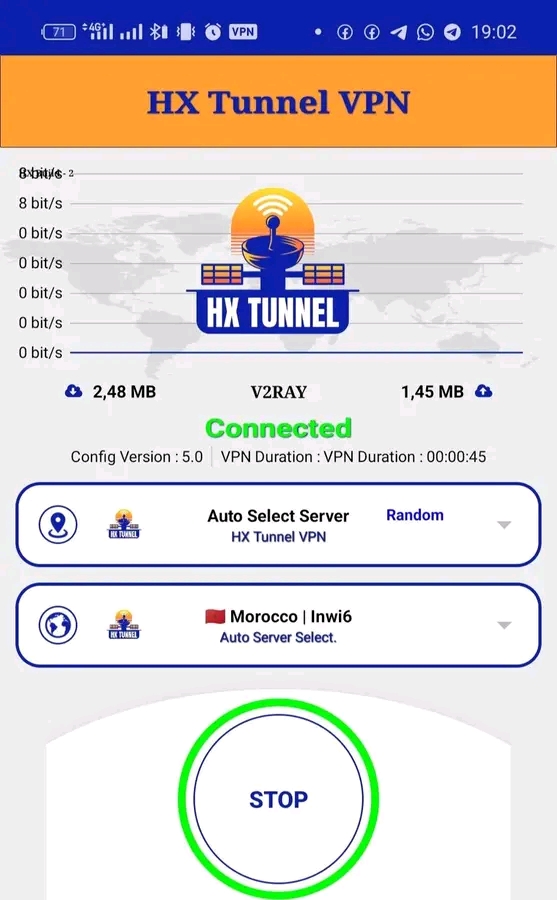 71 4G VPN 19:02
HX Tunnel VPN
8 bit/s
8 bit/s
0 bit/s
0 bit/s
0 bit/s
0 bit/s
0 bit/s
HX TUNNEL
2,48 MB V2RAY 1,45 MB
Connected
Config Version : 5.0 VPN Duration : VPN Duration : 00:00:45
HX TUNNEL Auto Select Server Random
HX Tunnel VPN
HX TUNNEL Morocco | Inwi6
Auto Server Select.
STOP